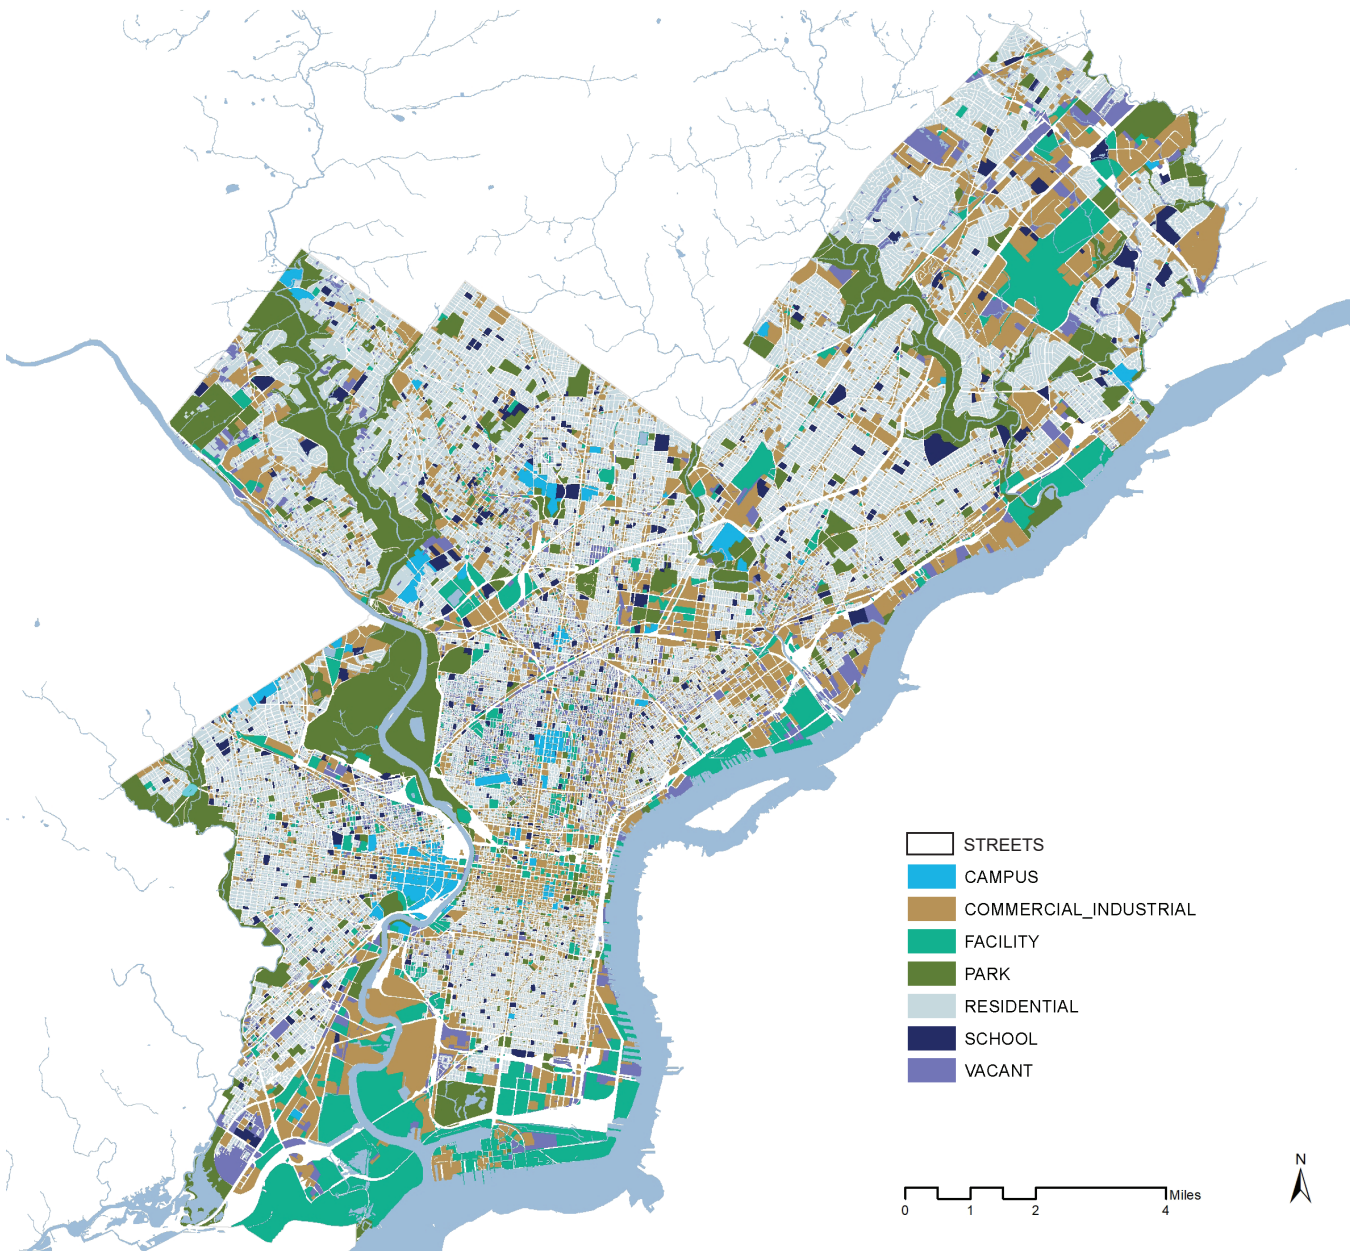 STREETS
CAMPUS
COMMERCIAL_INDUSTRIAL
FACILITY
PARK
RESIDENTIAL
SCHOOL
VACANT
N
Miles
0 1 2 4